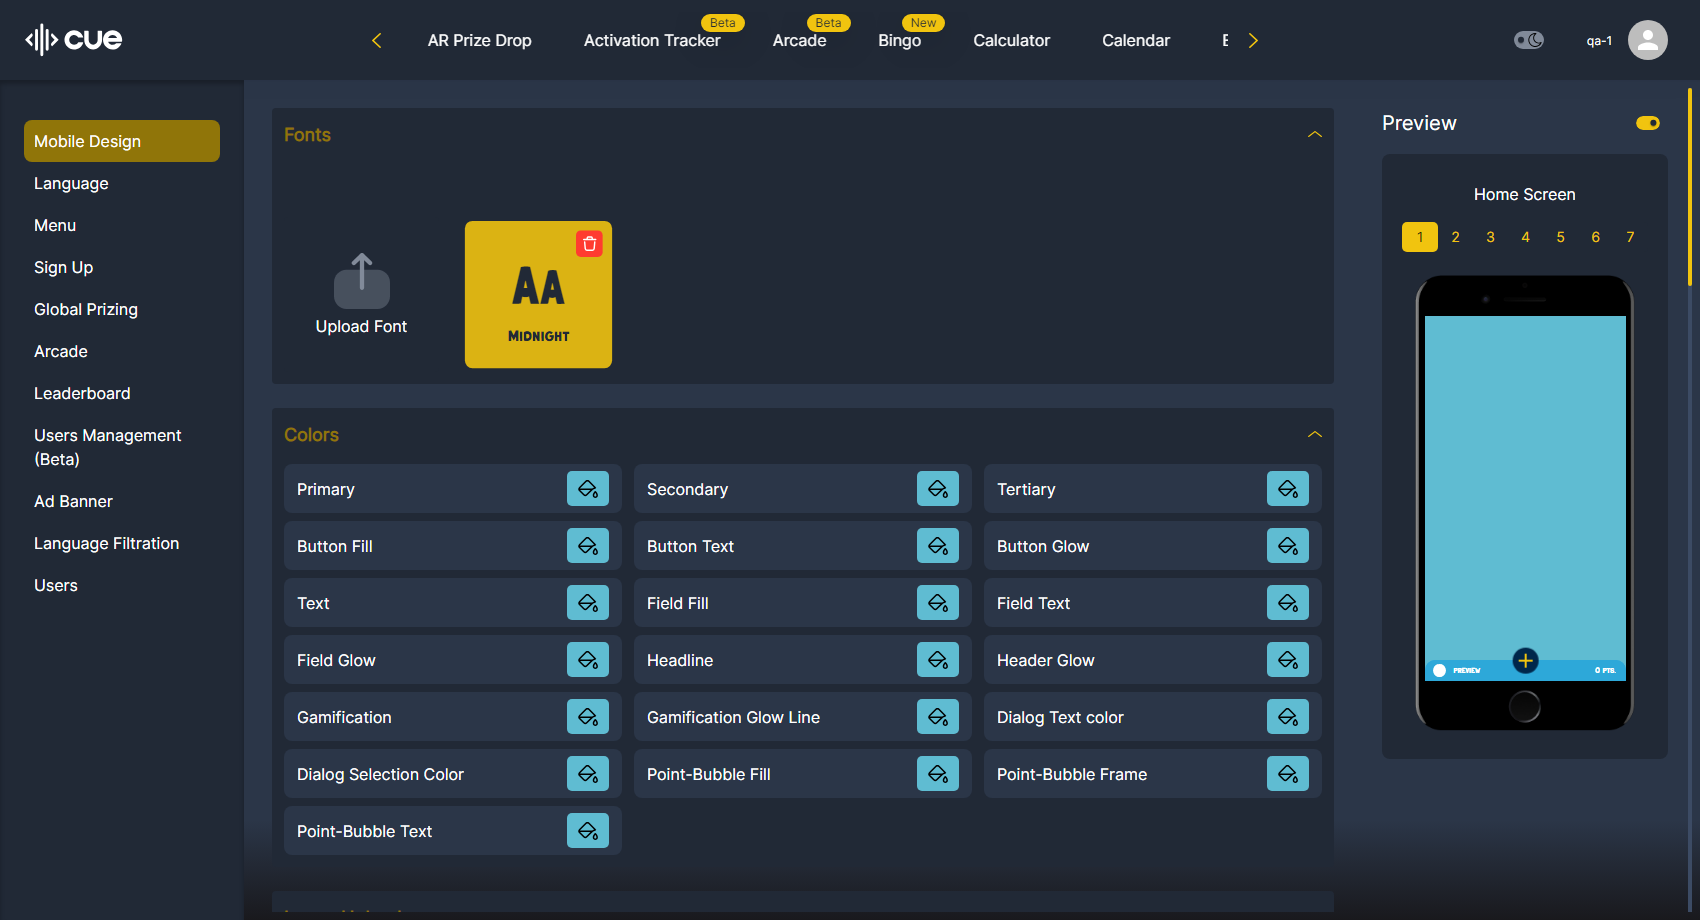 cue
AR Prize Drop
Activation Tracker
Beta
Arcade
Beta
Bingo
New
Calculator
Calendar
qa-1
Mobile Design
Language
Menu
Sign Up
Global Prizing
Arcade
Leaderboard
Users Management
(Beta)
Ad Banner
Language Filtration
Users
Fonts
Upload Font
AA
MIDNIGHT
Colors
Primary
Secondary
Tertiary
Button Fill
Button Text
Button Glow
Text
Field Fill
Field Text
Field Glow
Headline
Header Glow
Gamification
Gamification Glow Line
Dialog Text color
Dialog Selection Color
Point-Bubble Fill
Point-Bubble Frame
Point-Bubble Text
Preview
Home Screen
1 2 3 4 5 6 7
PREVIEW
0 PTS.